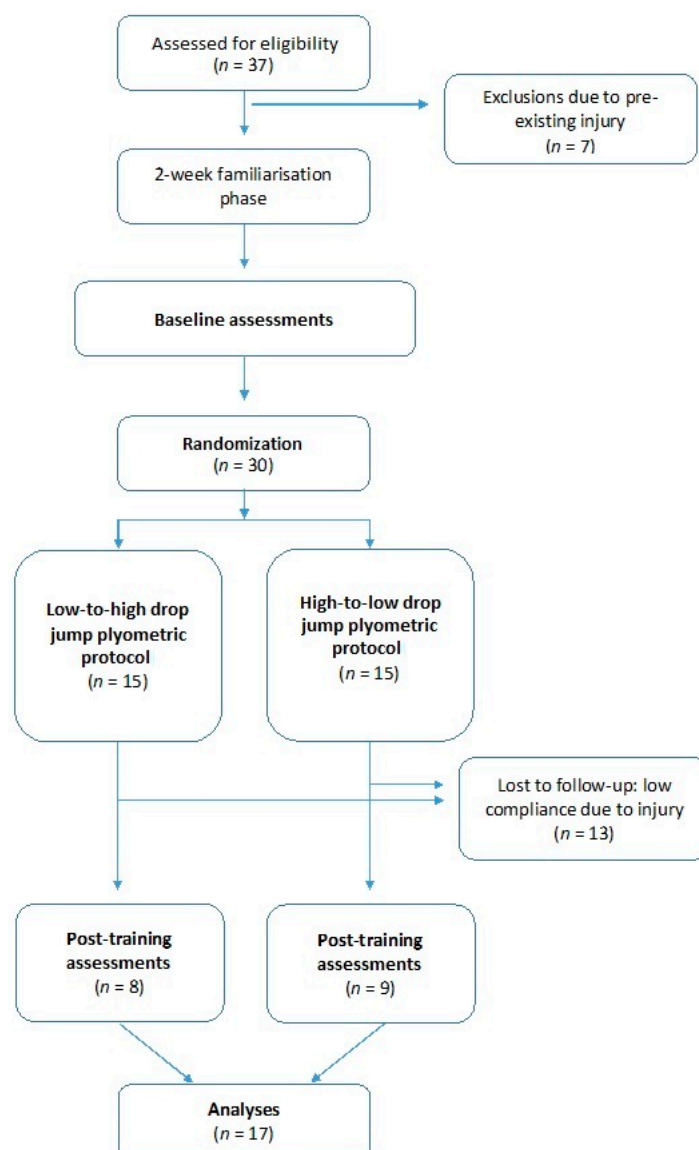 Assessed for eligibility
(n = 37)
Exclusions due to pre-
existing injury
(n = 7)
2-week familiarisation
phase
Baseline assessments
Randomization
(n = 30)
Low-to-high drop
jump plyometric
protocol
(n = 15)
High-to-low drop
jump plyometric
protocol
(n = 15)
Lost to follow-up: low
compliance due to injury
(n = 13)
Post-training
assessments
(n = 8)
Post-training
assessments
(n = 9)
Analyses
(n = 17)